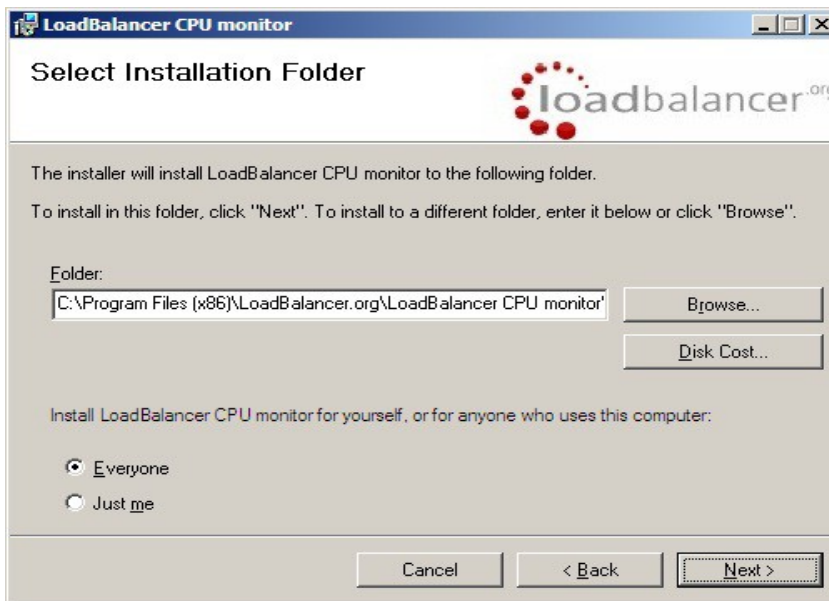 LoadBalancer CPU monitor
Select Installation Folder
loadbalancer.org
The installer will install LoadBalancer CPU monitor to the following folder.
To install in this folder, click "Next". To install to a different folder, enter it below or click "Browse".
Folder:
C:\Program Files (x86)\LoadBalancer.org\LoadBalancer CPU monitor\
Browse...
Disk Cost...
Install LoadBalancer CPU monitor for yourself, or for anyone who uses this computer:
Everyone
Just me
Cancel
< Back
Next >